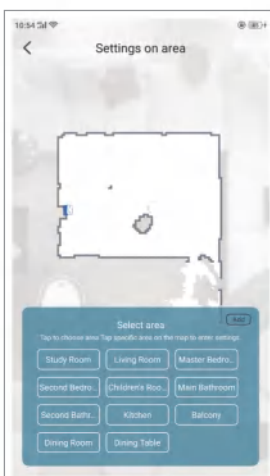 10:54
Settings on area
Select area
Add
Tap to choose area Tap specific area on the map to enter settings
Study Room
Living Room
Master Bedro..
Second Bedro..
Children's Roo..
Main Bathroom
Second Bathr..
Kitchen
Balcony
Dining Room
Dining Table